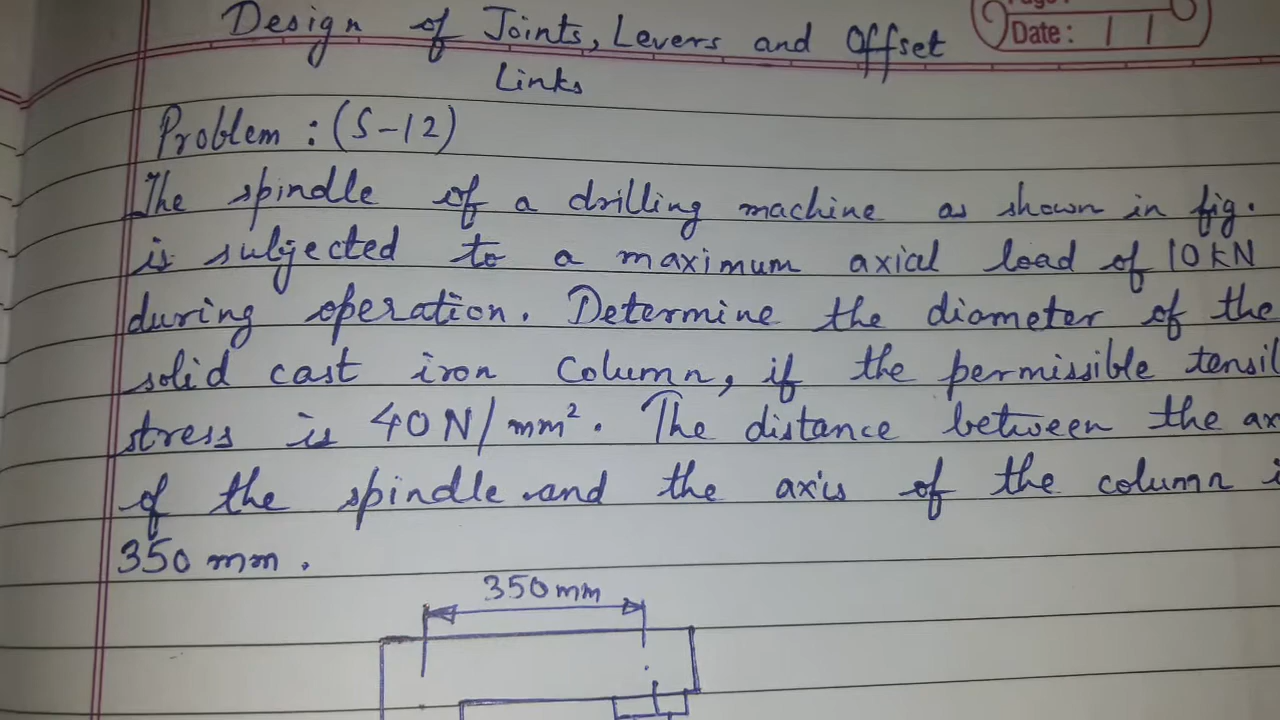 Design of Joints, Levers and Offset
Date :
Links
Problem : (S-12)
The spindle of a drilling machine as shown in fig.
is subjected to a maximum axial load of 10 kN
during operation. Determine the diameter of the
solid cast iron column, if the permissible tensil
stress is 40 N/mm². The distance between the ax
of the spindle and the axis of the column i
350 mm.
350 mm